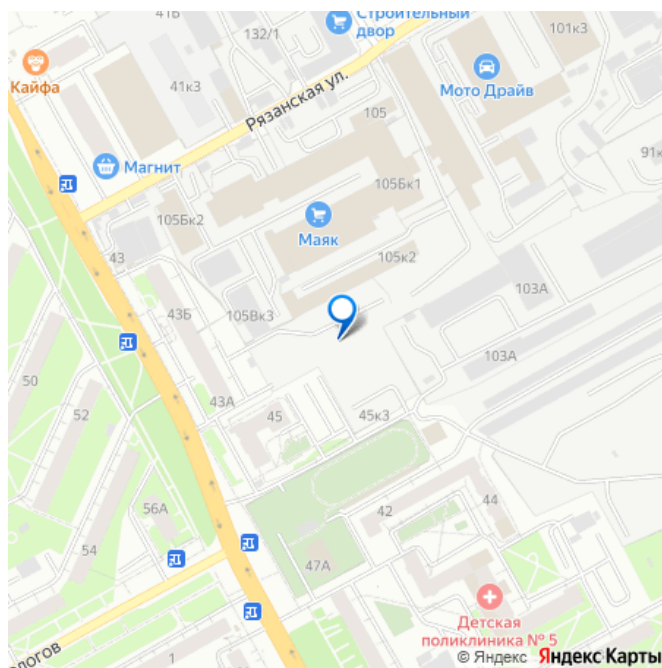 41Б
132/1
Строительный
двор
101к3
Кайфа
41к3
Мото Драйв
Рязанская ул.
105
91к
Магнит
105Бк1
105Бк2
Маяк
43
105к2
103А
43Б
105Вк3
103А
50
52
43А
45
45к3
56А
54
42
44
47А
Детская
поликлиника № 5
ологов
1
© Яндекс Яндекс Карты